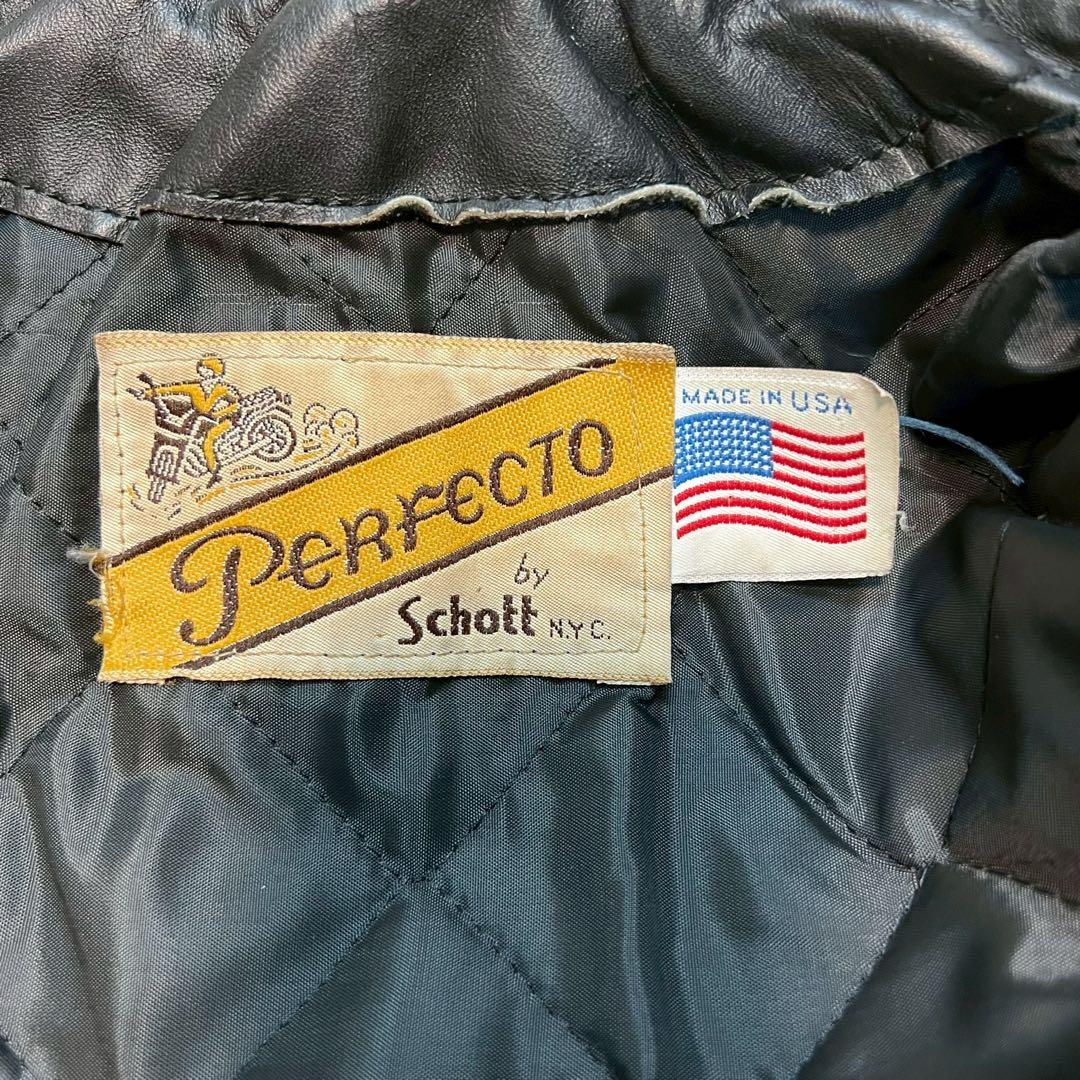 PERFECTO
by
Schott N.Y C.
MADE IN USA